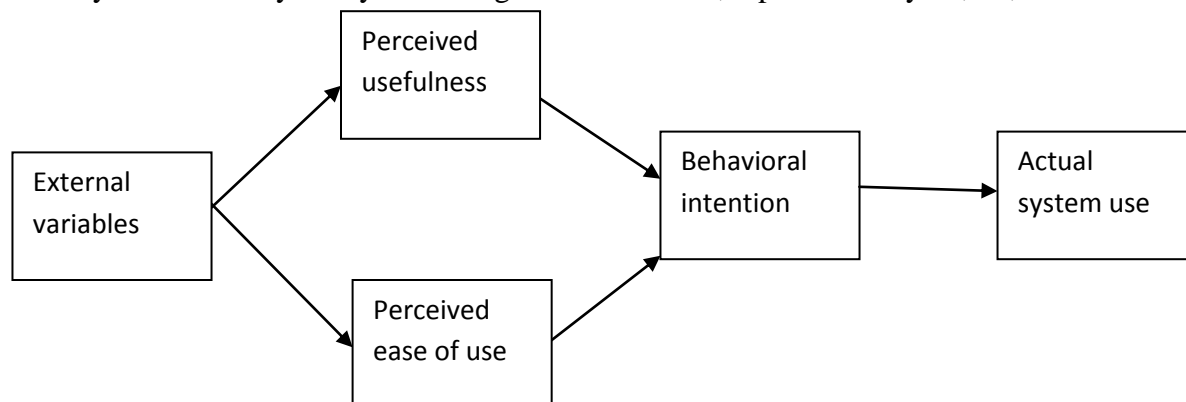 Perceived
usefulness
External
variables
Behavioral
intention
Actual
system use
Perceived
ease of use